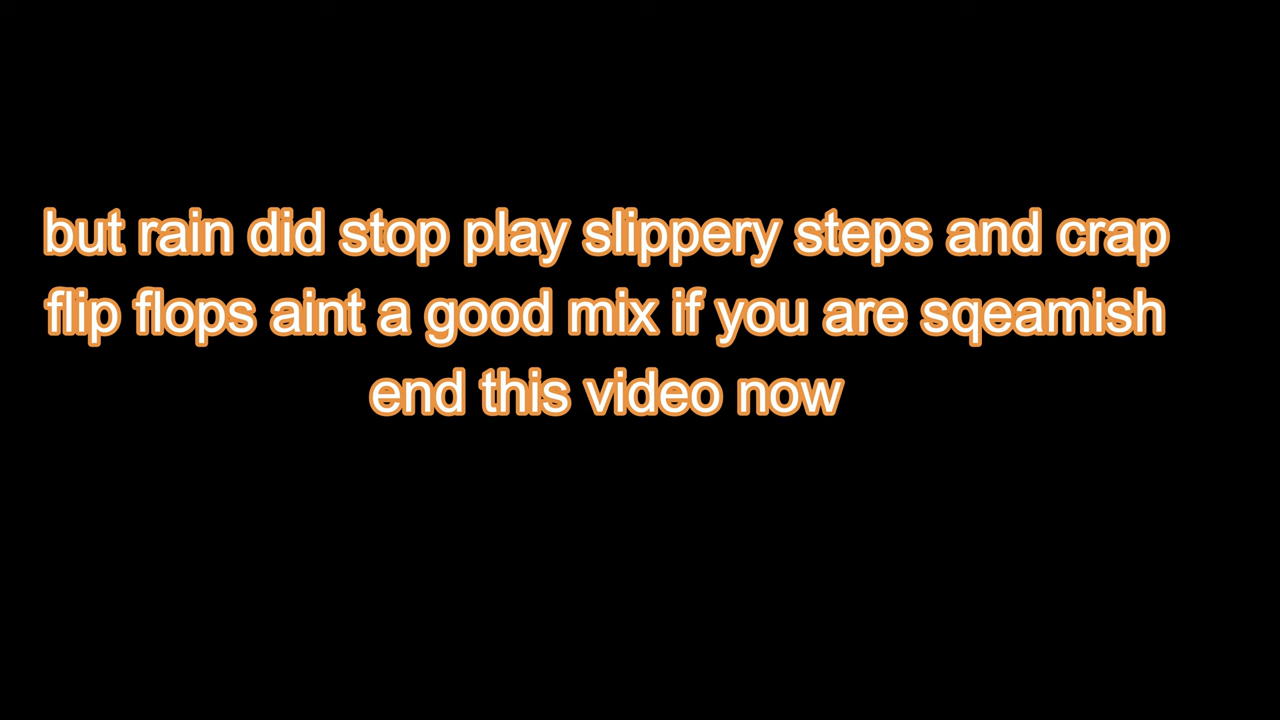 but rain did stop play slippery steps and crap
flip flops aint a good mix if you are sqeamish
end this video now